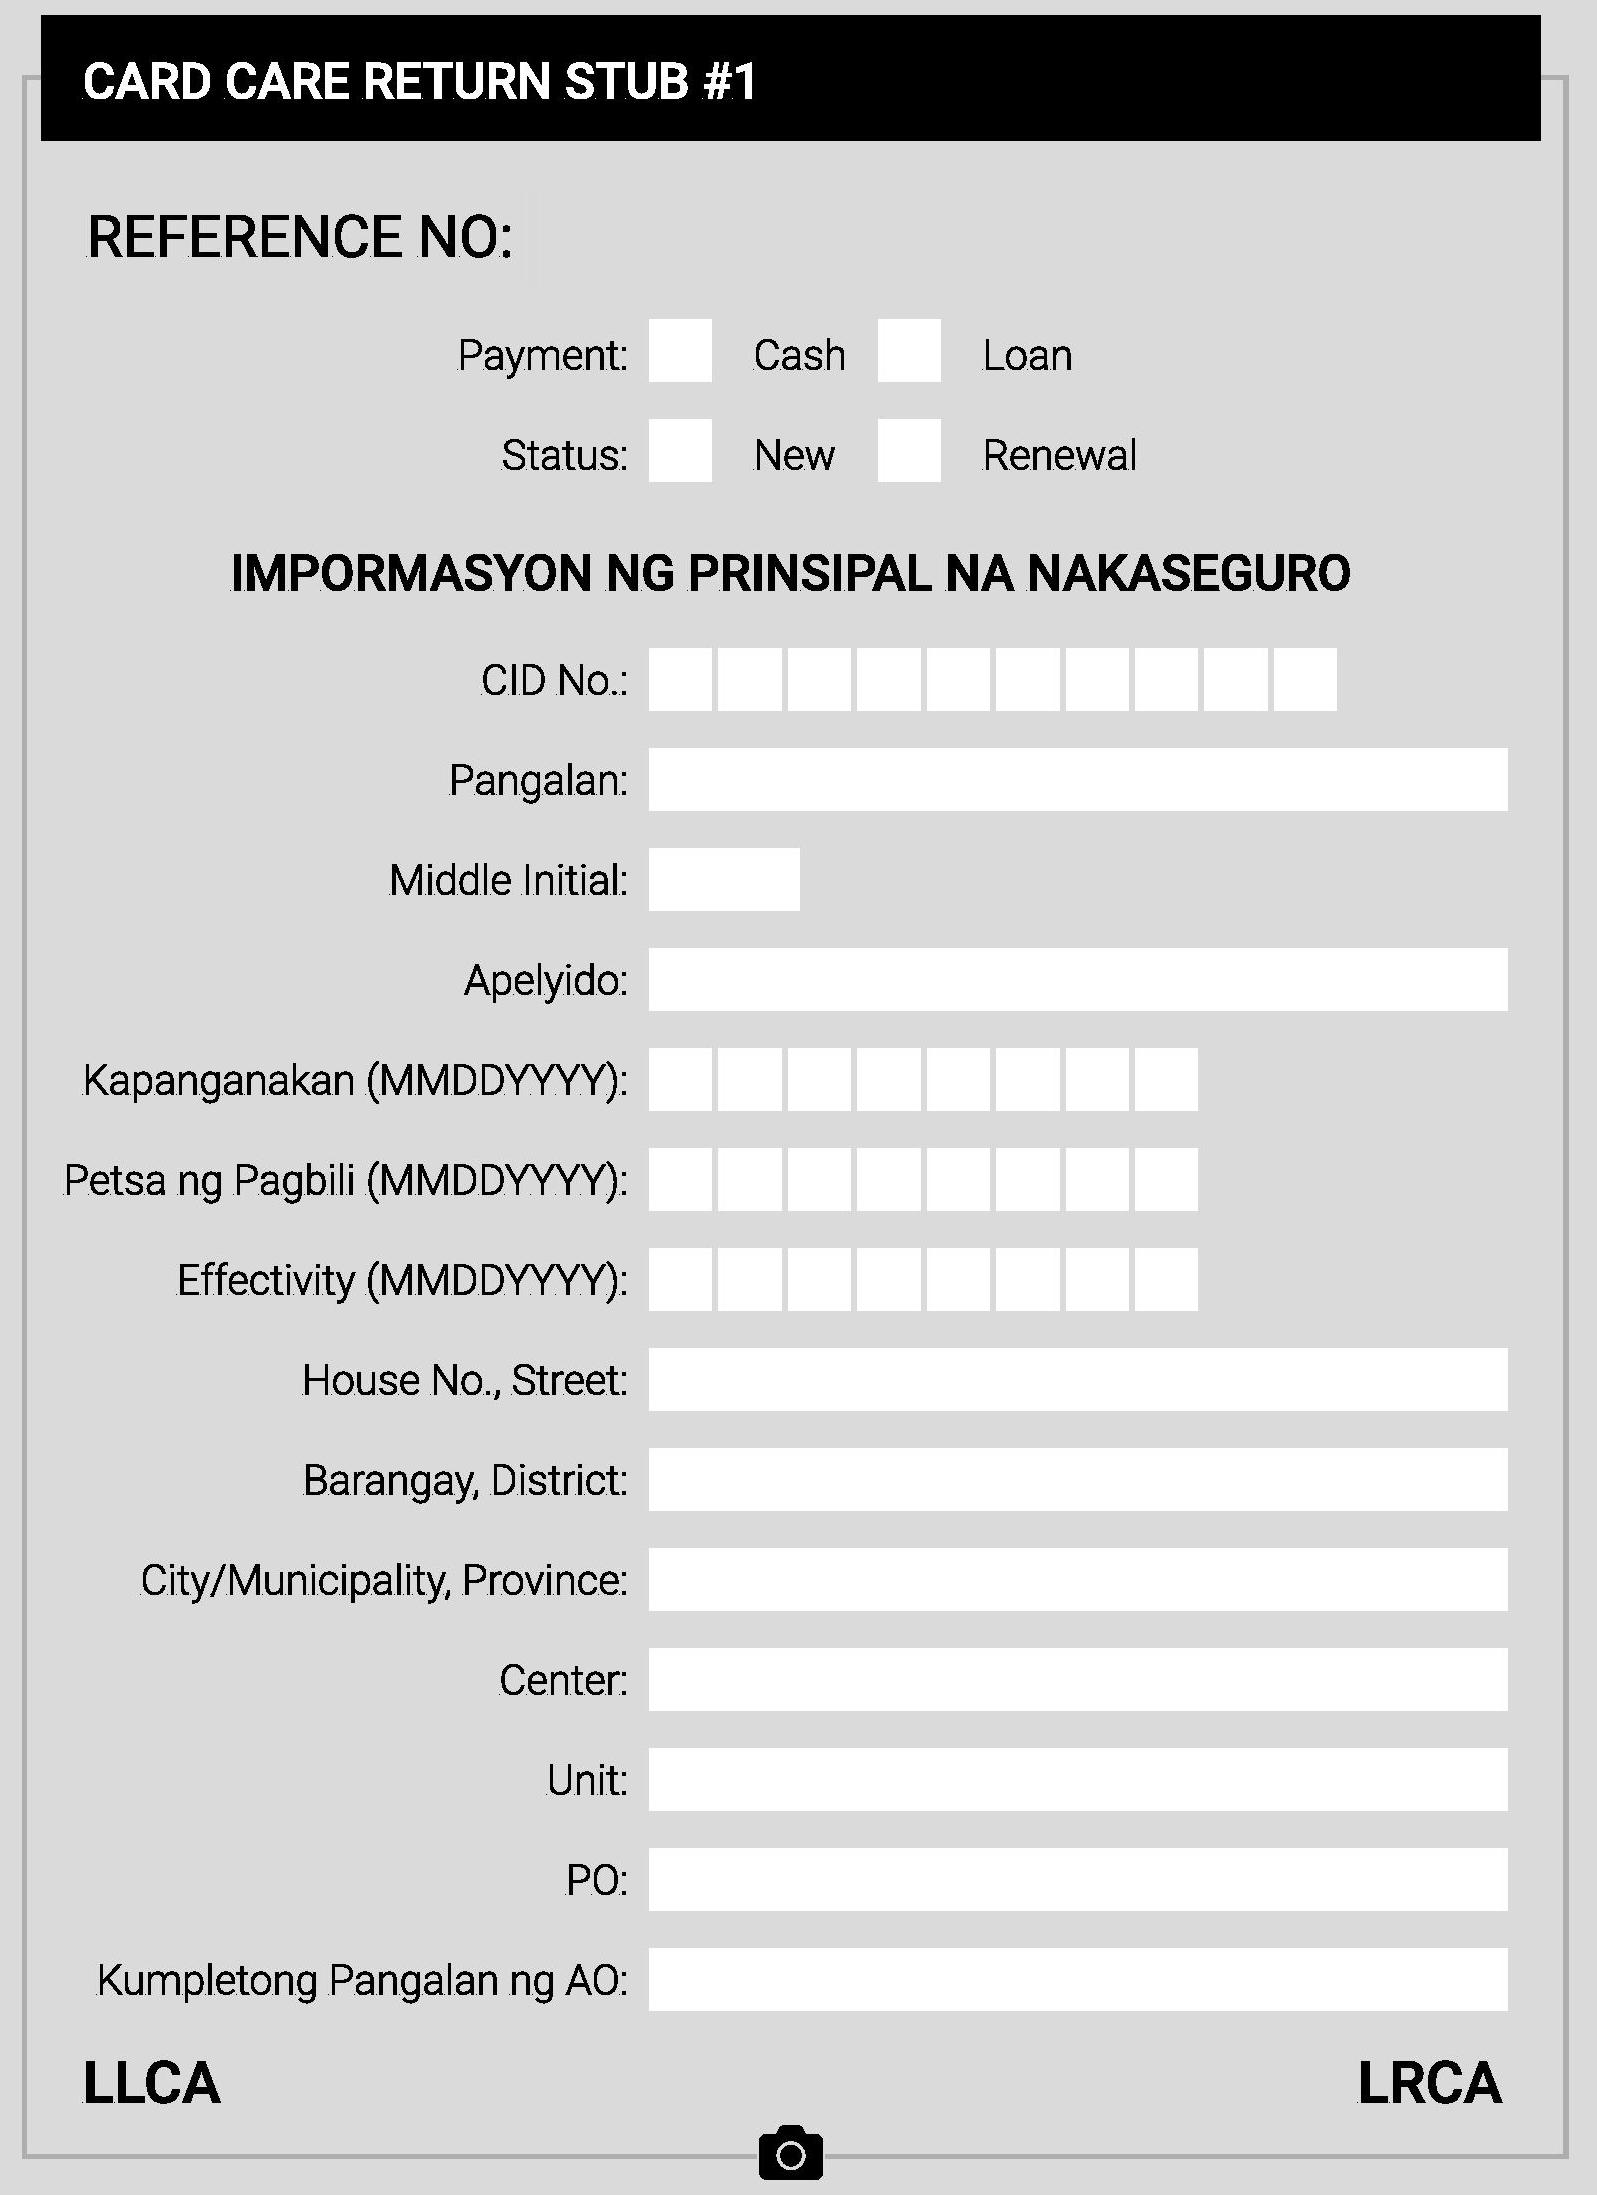 CARD CARE RETURN STUB #1
REFERENCE NO:
Payment: Cash Loan
Status: New Renewal
IMPORMASYON NG PRINSIPAL NA NAKASEGURO
CID No.:
Pangalan:
Middle Initial:
Apelyido:
Kapanganakan (MMDDYYYY):
Petsa ng Pagbili (MMDDYYYY):
Effectivity (MMDDYYYY):
House No., Street:
Barangay, District:
City/Municipality, Province:
Center:
Unit:
PO:
Kumpletong Pangalan ng AO:
LLCA LRCA